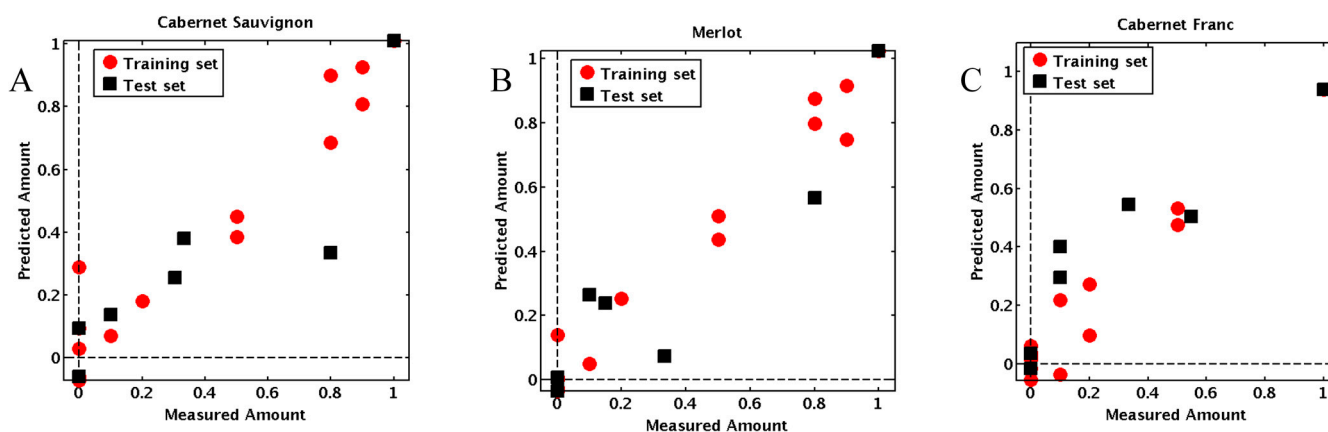 A
Cabernet Sauvignon
Training set
Test set
Predicted Amount
1
0.8
0.6
0.4
0.2
0
0 0.2 0.4 0.6 0.8 1
Measured Amount
B
Merlot
Training set
Test set
Predicted Amount
1
0.8
0.6
0.4
0.2
0
0 0.2 0.4 0.6 0.8 1
Measured Amount
C
Cabernet Franc
Training set
Test set
Predicted Amount
1
0.8
0.6
0.4
0.2
0
0 0.2 0.4 0.6 0.8 1
Measured Amount